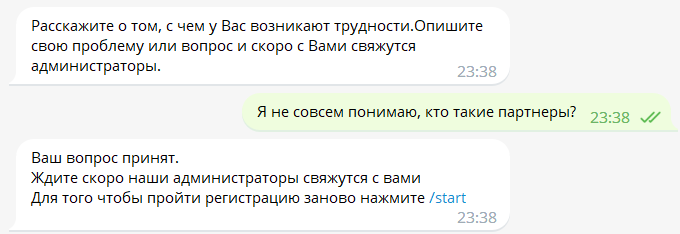 Расскажите о том, с чем у Вас возникают трудности.Опишите
свою проблему или вопрос и скоро с Вами свяжутся
администраторы.
23:38
Я не совсем понимаю, кто такие партнеры?
23:38
Ваш вопрос принят.
Ждите скоро наши администраторы свяжутся с вами
Для того чтобы пройти регистрацию заново нажмите /start
23:38